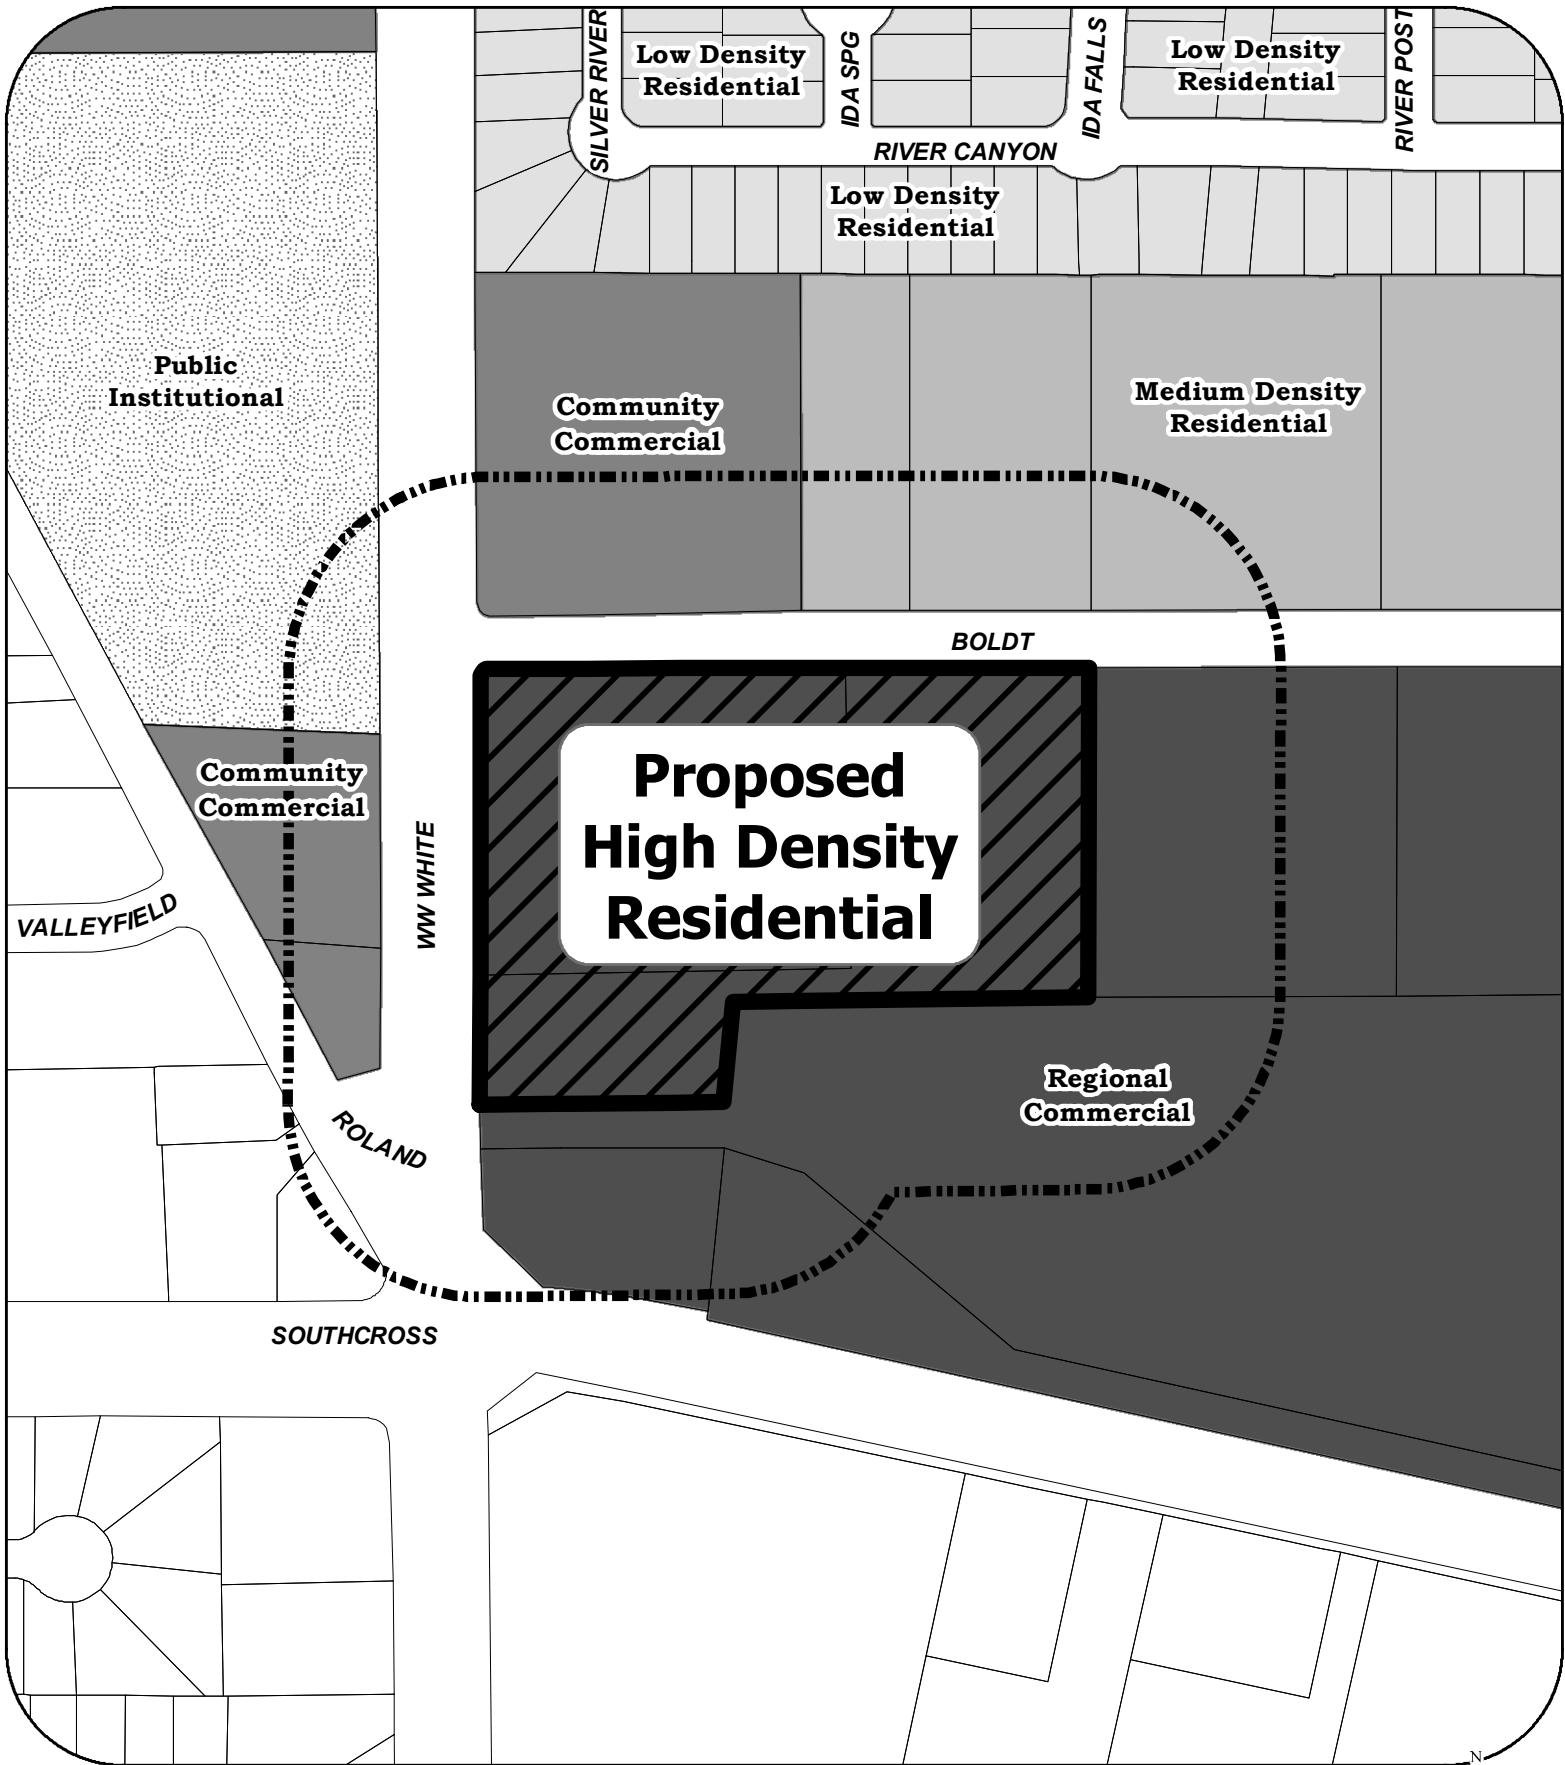 SILVER RIVER
Low Density
Residential
IDA SPG
IDA FALLS
Low Density
Residential
RIVER POST
RIVER CANYON
Low Density
Residential
Public
Institutional
Community
Commercial
Medium Density
Residential
BOLDT
Community
Commercial
WW WHITE
Proposed
High Density
Residential
VALLEYFIELD
ROLAND
Regional
Commercial
SOUTHCROSS
N